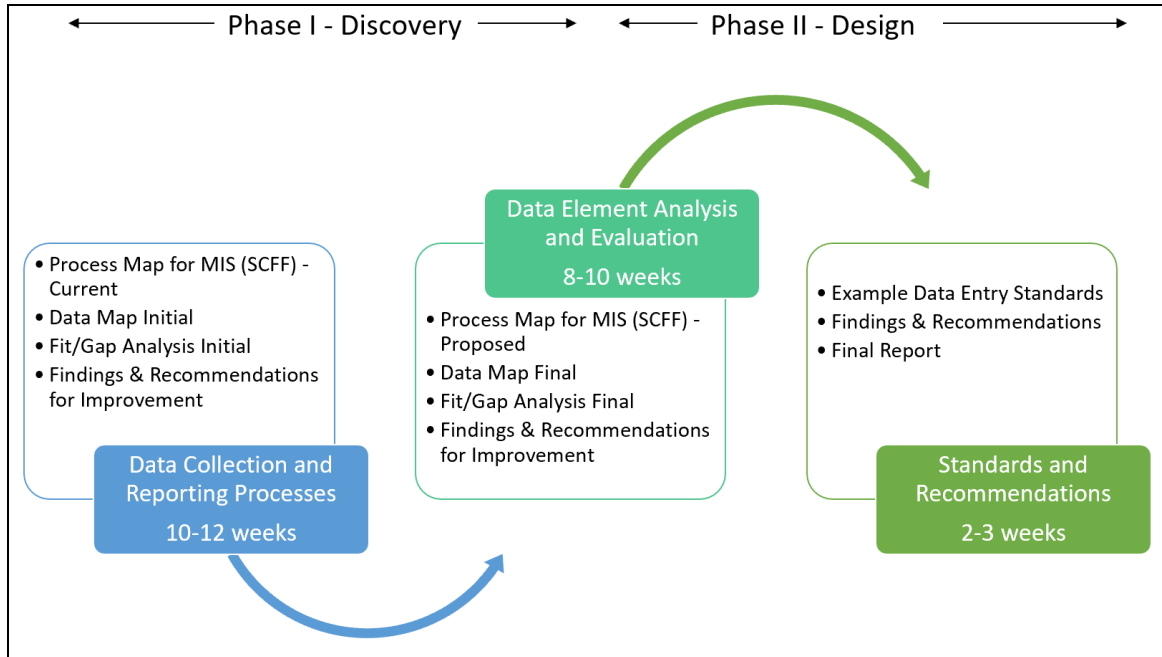 Phase I - Discovery
Phase II - Design
• Process Map for MIS (SCFF) -
Current
• Data Map Initial
• Fit/Gap Analysis Initial
• Findings & Recommendations
for Improvement
Data Collection and
Reporting Processes
10-12 weeks
Data Element Analysis
and Evaluation
8-10 weeks
• Process Map for MIS (SCFF) -
Proposed
• Data Map Final
• Fit/Gap Analysis Final
• Findings & Recommendations
for Improvement
• Example Data Entry Standards
• Findings & Recommendations
• Final Report
Standards and
Recommendations
2-3 weeks